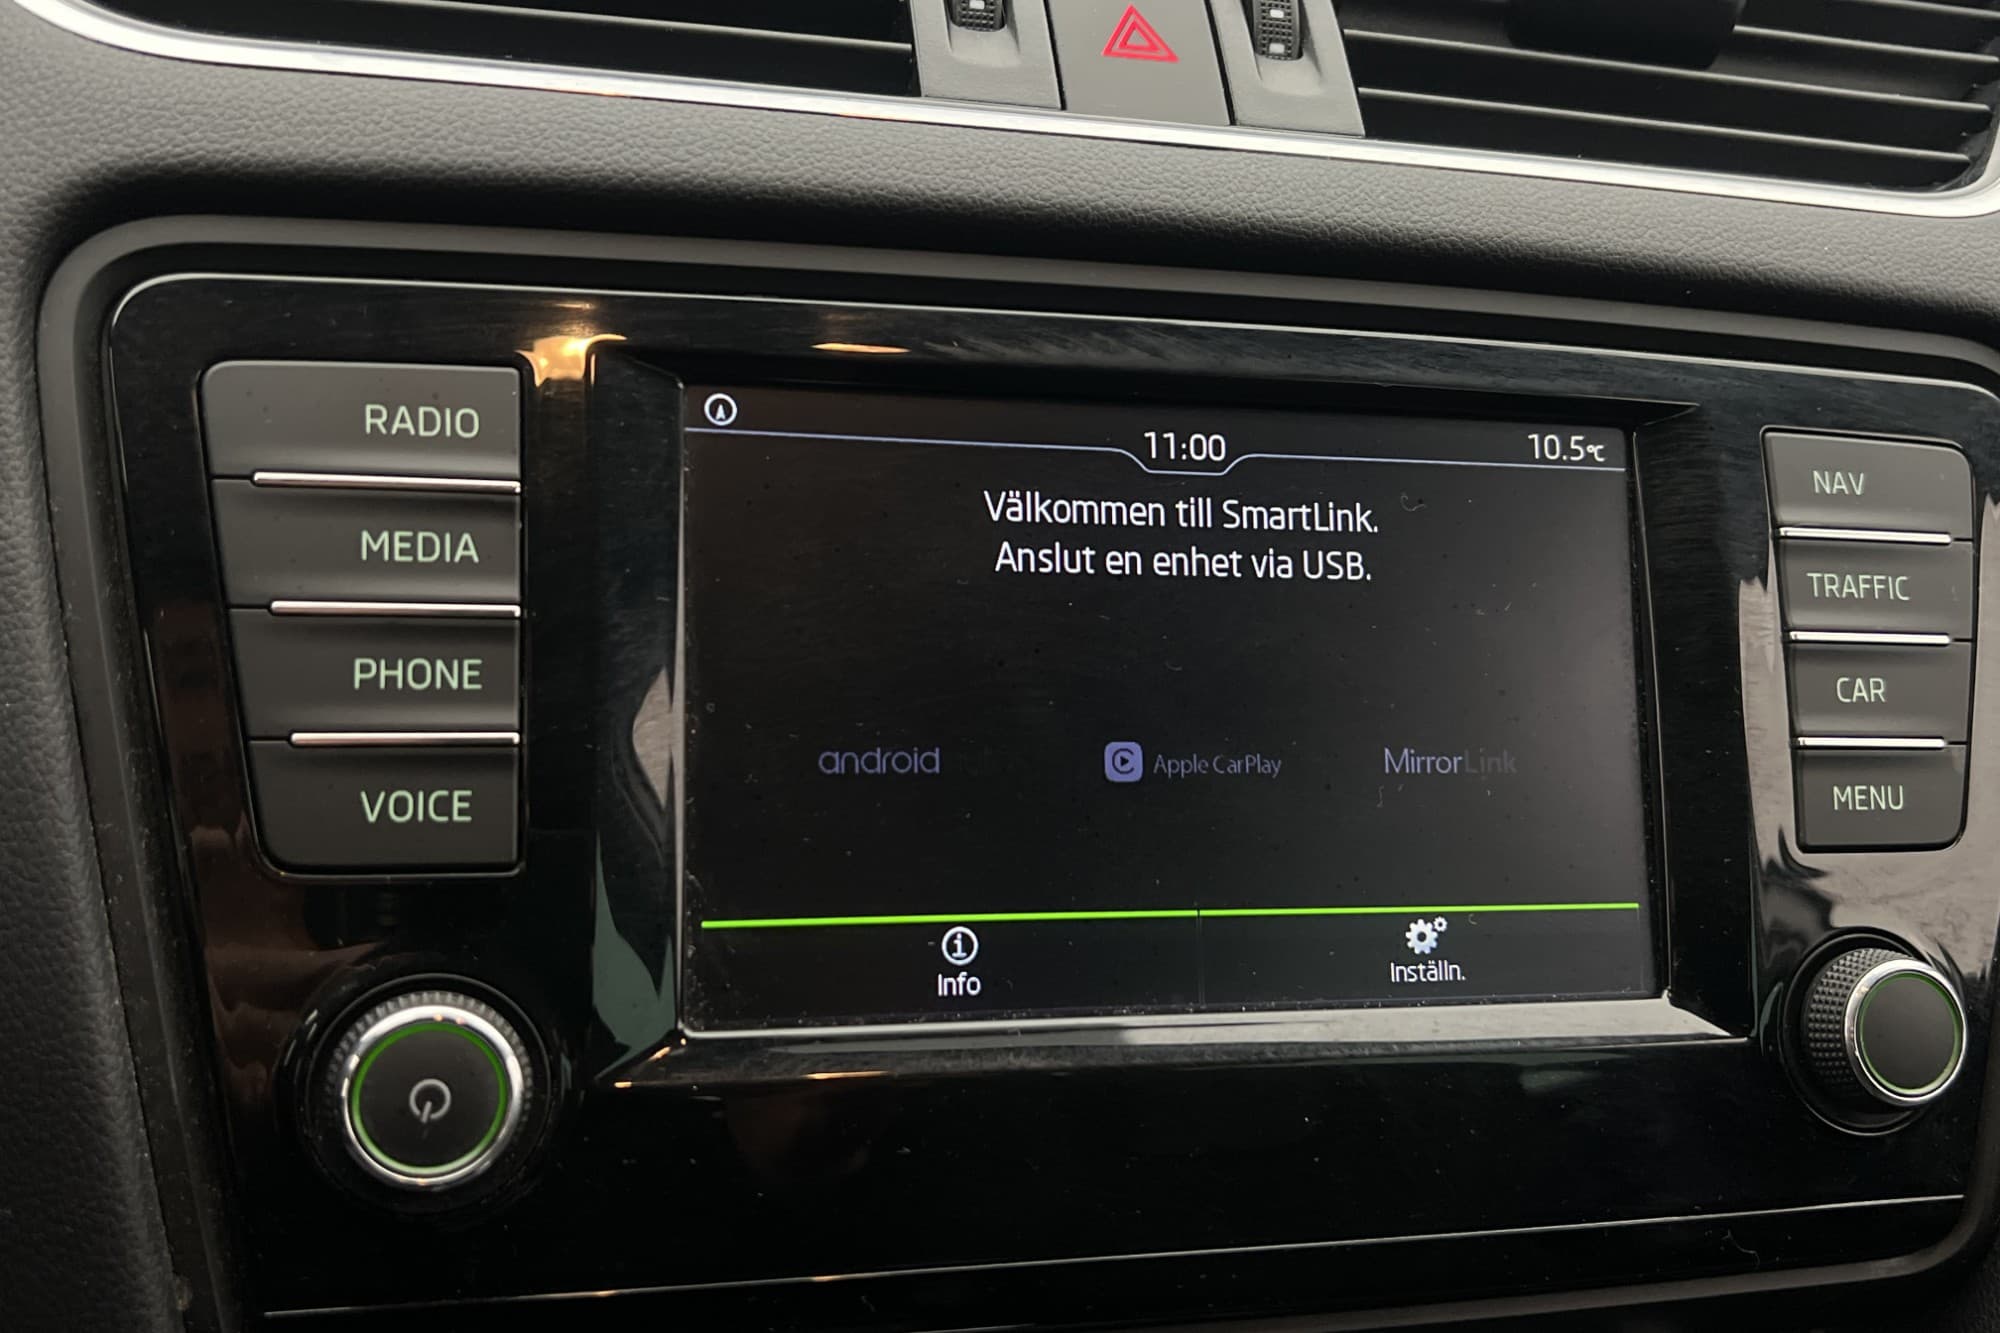 RADIO
MEDIA
PHONE
VOICE
11:00
10.5°C
Välkommen till SmartLink.
Anslut en enhet via USB.
android
Apple CarPlay
MirrorLink
Info
Inställn.
NAV
TRAFFIC
CAR
MENU